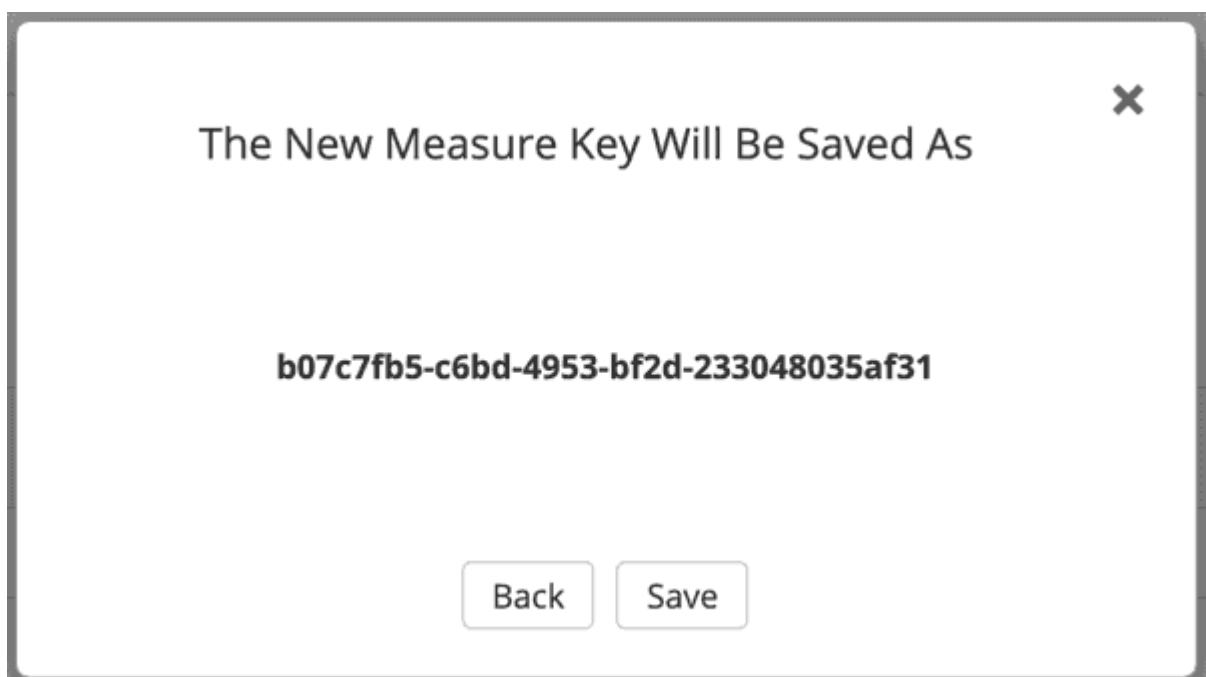 The New Measure Key Will Be Saved As
b07c7fb5-c6bd-4953-bf2d-233048035af31
Back Save